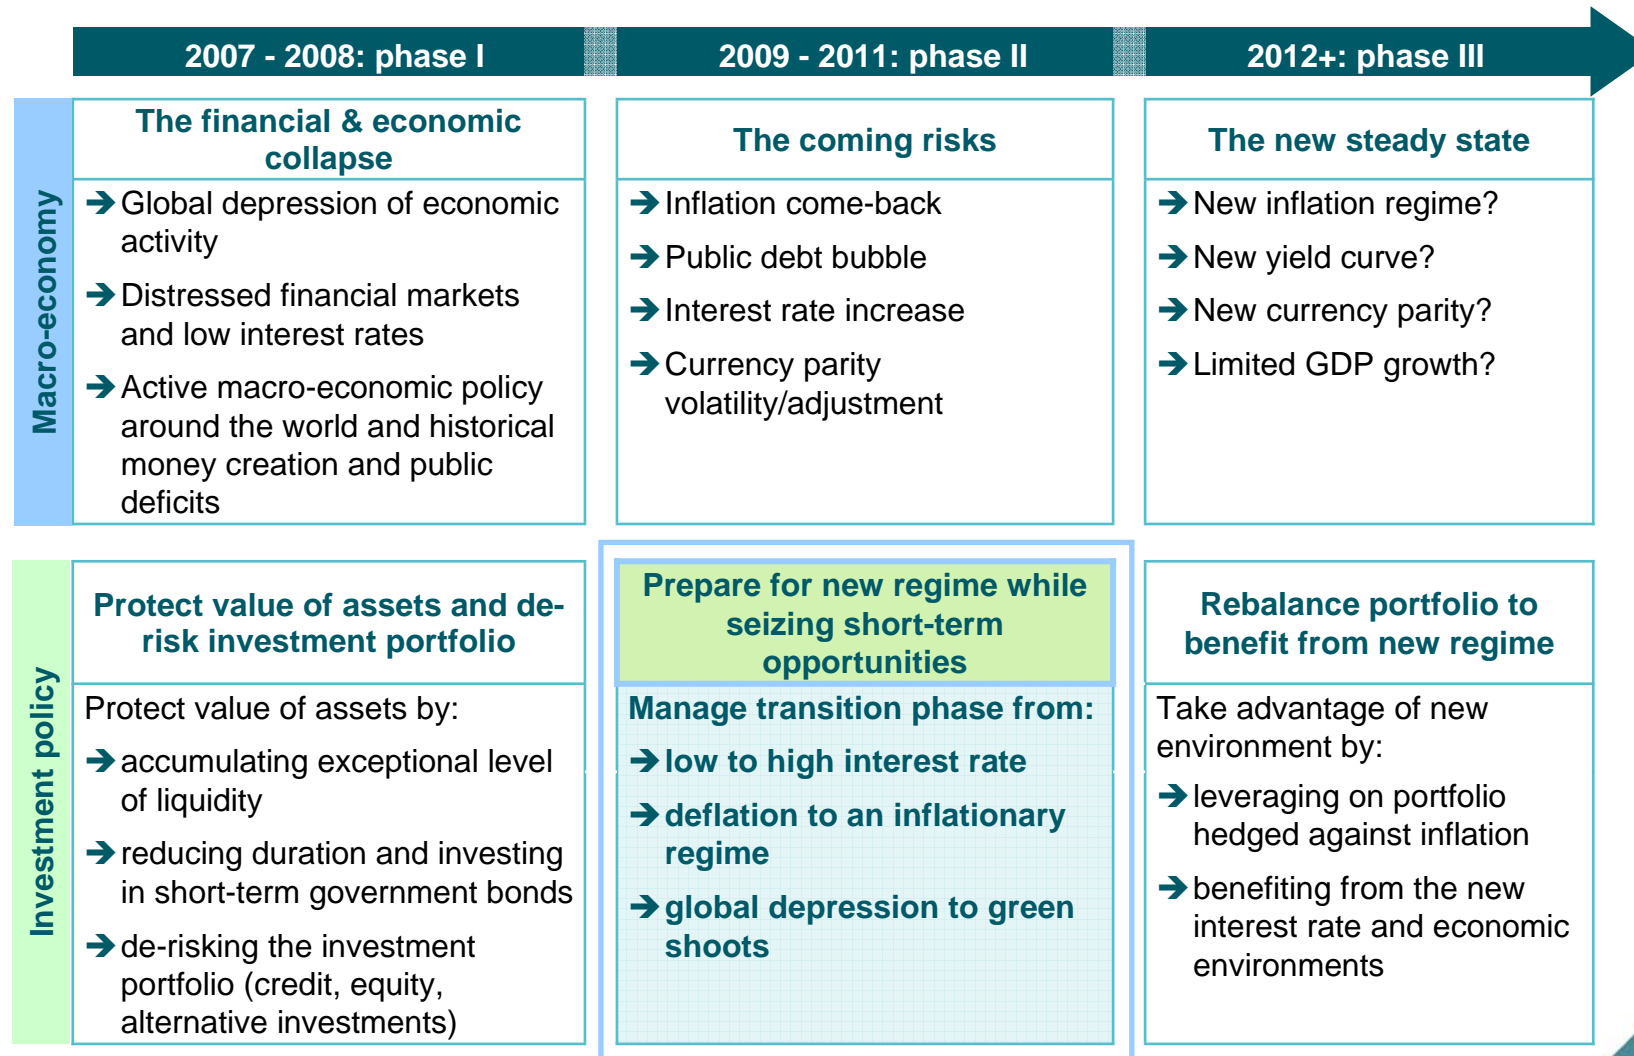 2007 - 2008: phase I
2009 - 2011: phase II
2012+: phase III
Macro-economy
The financial & economic
collapse
➔ Global depression of economic
activity
➔ Distressed financial markets
and low interest rates
➔ Active macro-economic policy
around the world and historical
money creation and public
deficits
The coming risks
➔ Inflation come-back
➔ Public debt bubble
➔ Interest rate increase
➔ Currency parity
volatility/adjustment
The new steady state
➔ New inflation regime?
➔ New yield curve?
➔ New currency parity?
➔ Limited GDP growth?
Investment policy
Protect value of assets and de-
risk investment portfolio
Protect value of assets by:
➔ accumulating exceptional level
of liquidity
➔ reducing duration and investing
in short-term government bonds
➔ de-risking the investment
portfolio (credit, equity,
alternative investments)
Prepare for new regime while
seizing short-term
opportunities
Manage transition phase from:
➔ low to high interest rate
➔ deflation to an inflationary
regime
➔ global depression to green
shoots
Rebalance portfolio to
benefit from new regime
Take advantage of new
environment by:
➔ leveraging on portfolio
hedged against inflation
➔ benefiting from the new
interest rate and economic
environments